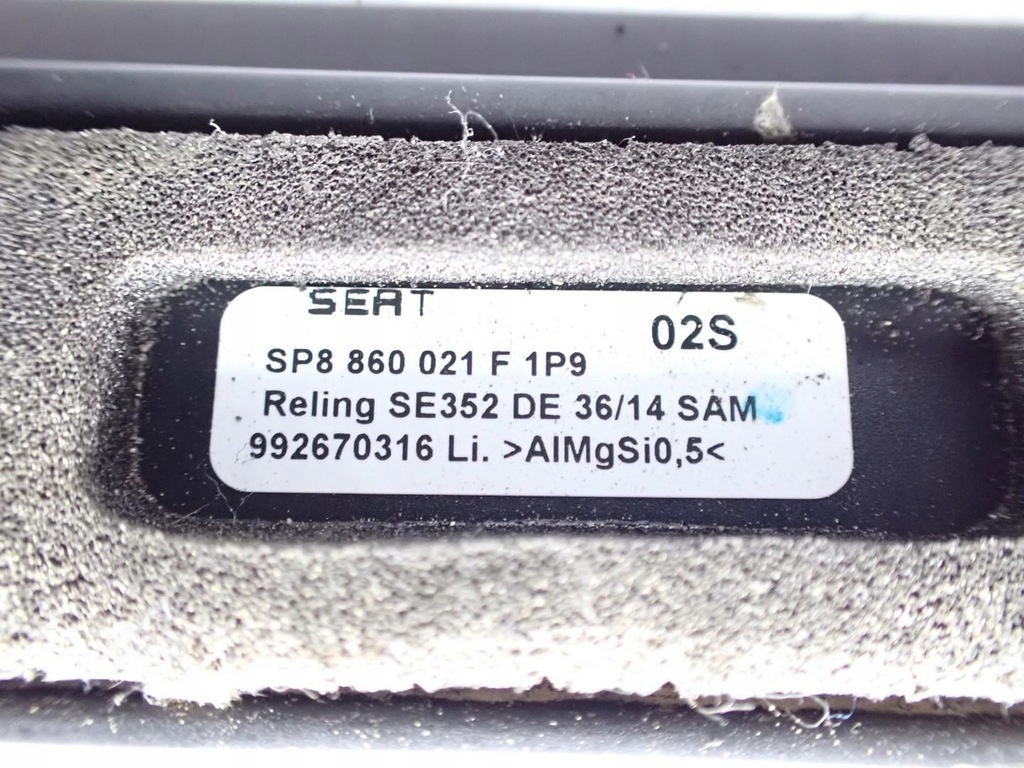 SEAT
02S
SP8 860 021 F 1P9
Reling SE352 DE 36/14 SAM
992670316 Li. >AlMgSi0,5<